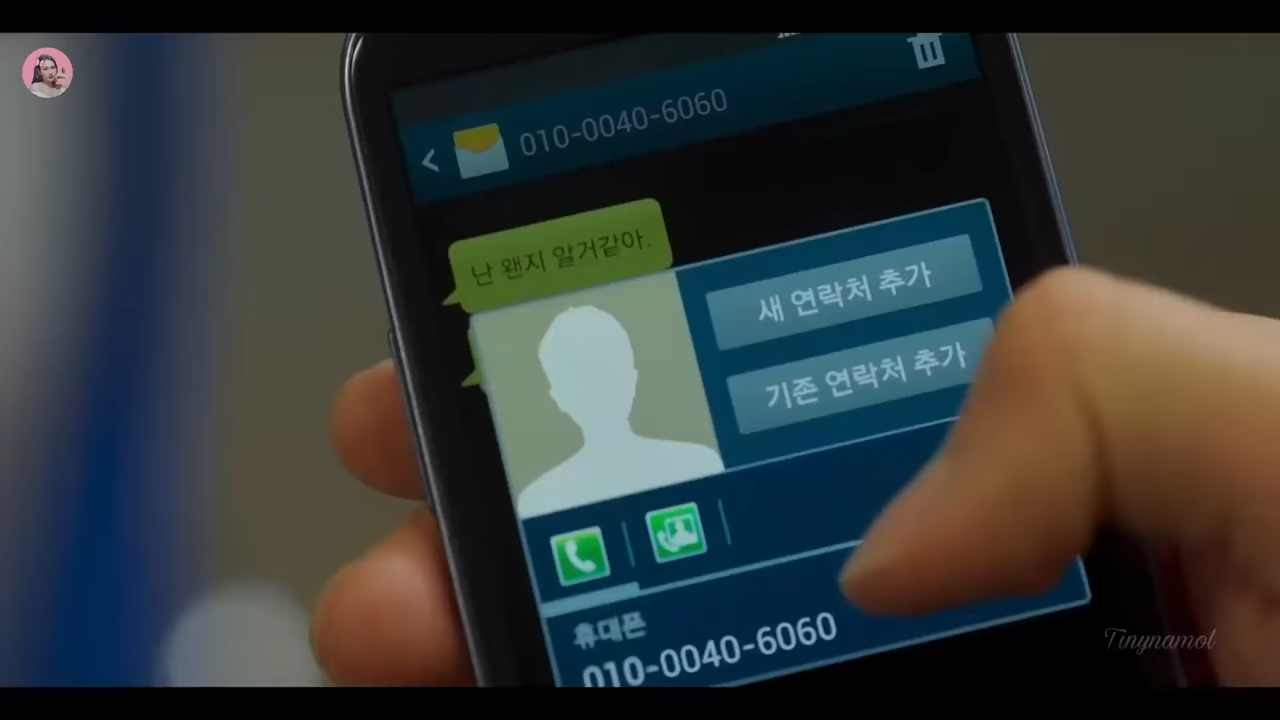 010-0040-6060
난 왠지 알거같아.
새 연락처 추가
기존 연락처 추가
휴대폰
010-0040-6060
Tinynamol